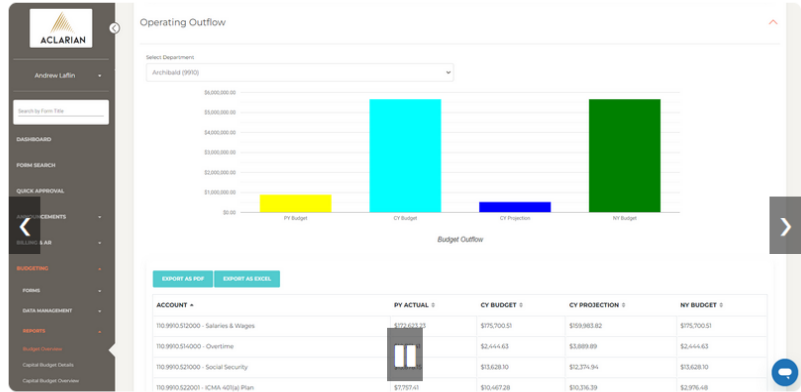 ACLARIAN
Andrew Laflin
Search by Form Title
DASHBOARD
FORM SEARCH
QUICK APPROVAL
ANNOUNCEMENTS
BILLING & AR
BUDGETING
FORMS
DATA MANAGEMENT
REPORTS
Budget Overview
Capital Budget Details
Capital Budget Overview
Operating Outflow
Select Department
Archibald (9910)
$6,000,000.00
$5,000,000.00
$4,000,000.00
$3,000,000.00
$2,000,000.00
$1,000,000.00
$0.00
PY Budget CY Budget CY Projection NY Budget
Budget Outflow
EXPORT AS PDF EXPORT AS EXCEL
ACCOUNT PY ACTUAL CY BUDGET CY PROJECTION NY BUDGET
110.9910.512000 - Salaries & Wages $172,623.23 $175,700.51 $159,983.82 $175,700.51
110.9910.514000 - Overtime $2,444.63 $3,889.89 $2,444.63
110.9910.521000 - Social Security $13,628.10 $12,374.94 $13,628.10
110.9910.522001 - ICMA 401(a) Plan $7,757.41 $10,467.28 $10,316.39 $2,976.48